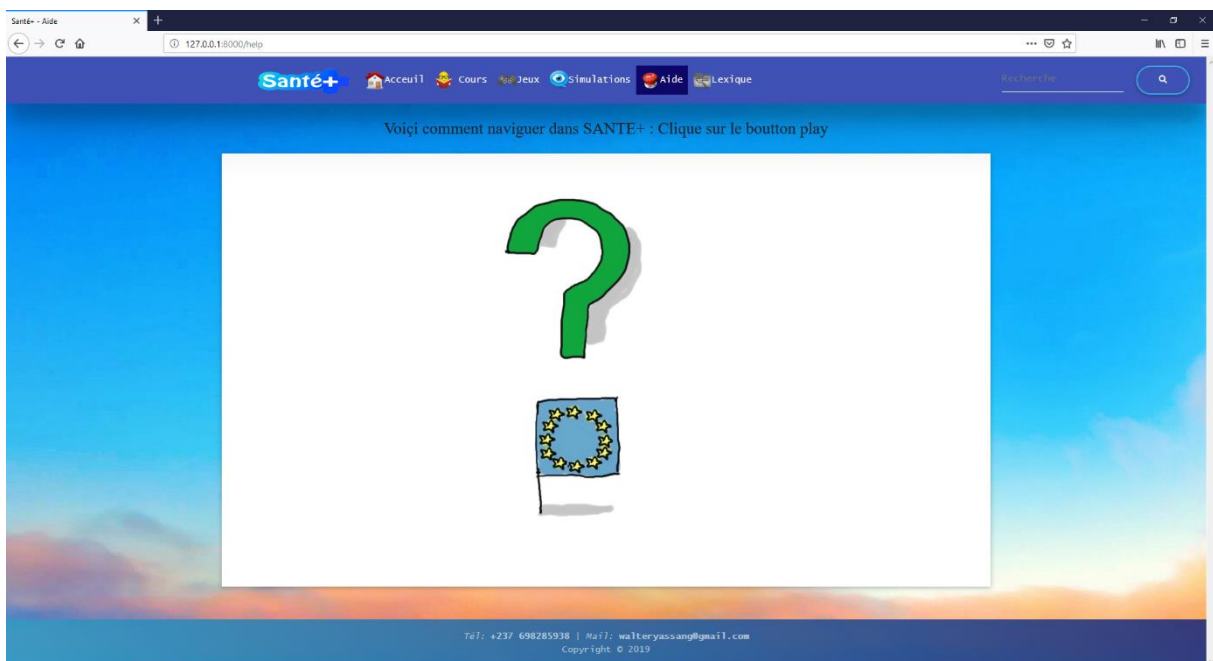 Santé+ - Aide
127.0.0.1:8000/help
Santé+ Acceuil Cours Jeux Simulations Aide Lexique Recherche
Voiçi comment naviguer dans SANTE+ : Clique sur le boutton play
Tél: +237 698285938 | Mail: walteryassang@gmail.com
Copyright © 2019